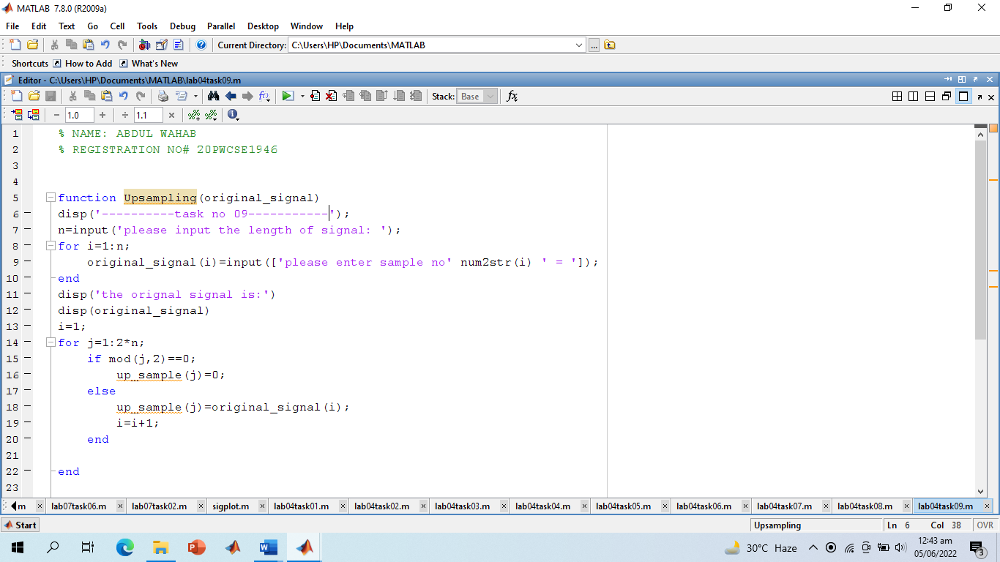 MATLAB 7.8.0 (R2009a)
File Edit Text Go Cell Tools Debug Parallel Desktop Window Help
Current Directory: C:\Users\HP\Documents\MATLAB ...
Shortcuts How to Add What's New
Editor - C:\Users\HP\Documents\MATLAB\lab04task09.m
Stack: Base fx
− 1.0 + ÷ 1.1 ×
1 % NAME: ABDUL WAHAB
2 % REGISTRATION NO# 20PWCSE1946
3
4
5 function Upsampling(original_signal)
6 disp('----------task no 09-----------');
7 n=input('please input the length of signal: ');
8 for i=1:n;
9 original_signal(i)=input(['please enter sample no' num2str(i) ' = ']);
10 end
11 disp('the orignal signal is:')
12 disp(original_signal)
13 i=1;
14 for j=1:2*n;
15 if mod(j,2)==0;
16 up_sample(j)=0;
17 else
18 up_sample(j)=original_signal(i);
19 i=i+1;
20 end
21
22 end
23
m lab07task06.m lab07task02.m sigplot.m lab04task01.m lab04task02.m lab04task03.m lab04task04.m lab04task05.m lab04task06.m lab04task07.m lab04task08.m lab04task09.m
Start Upsampling Ln 6 Col 38 OVR
30°C Haze 12:43 am
05/06/2022 3